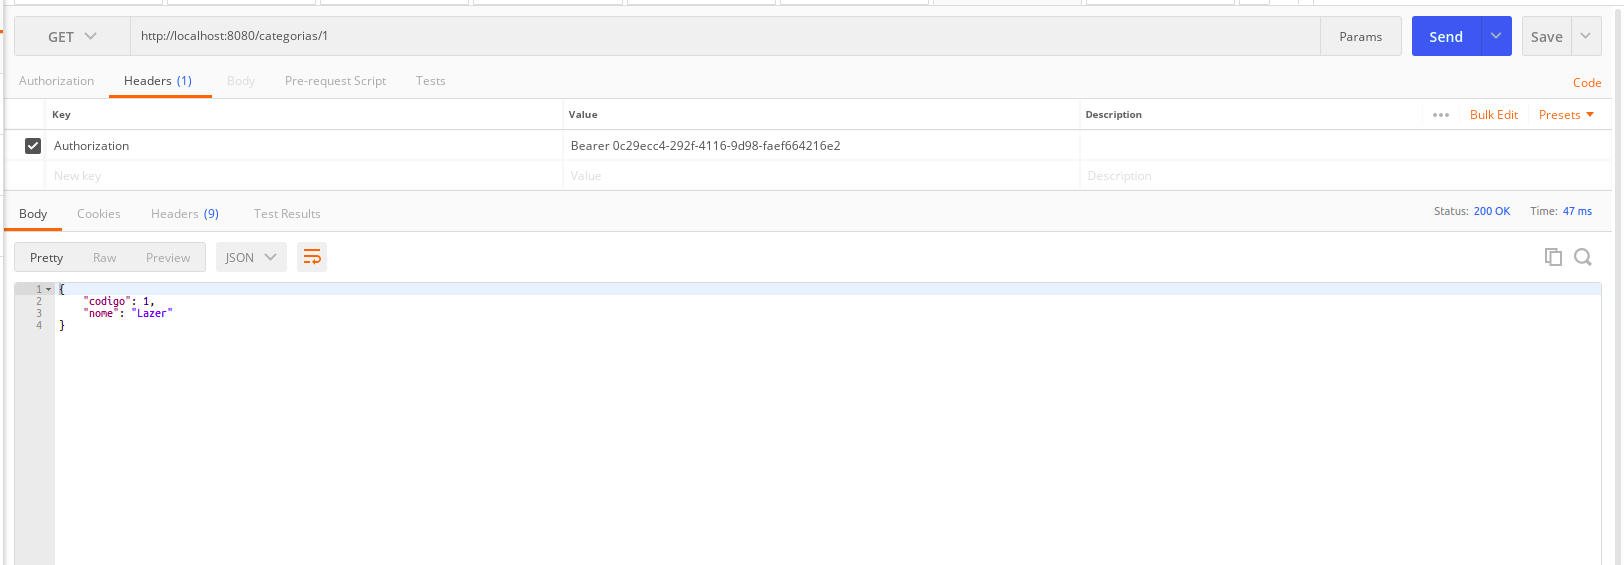 GET http://localhost:8080/categorias/1 Params Send Save
Authorization Headers (1) Body Pre-request Script Tests Code
Key Value Description ••• Bulk Edit Presets
Authorization Bearer 0c29ecc4-292f-4116-9d98-faef664216e2
New key Value Description
Body Cookies Headers (9) Test Results Status: 200 OK Time: 47 ms
Pretty Raw Preview JSON
1 {
2 "codigo": 1,
3 "nome": "Lazer"
4 }